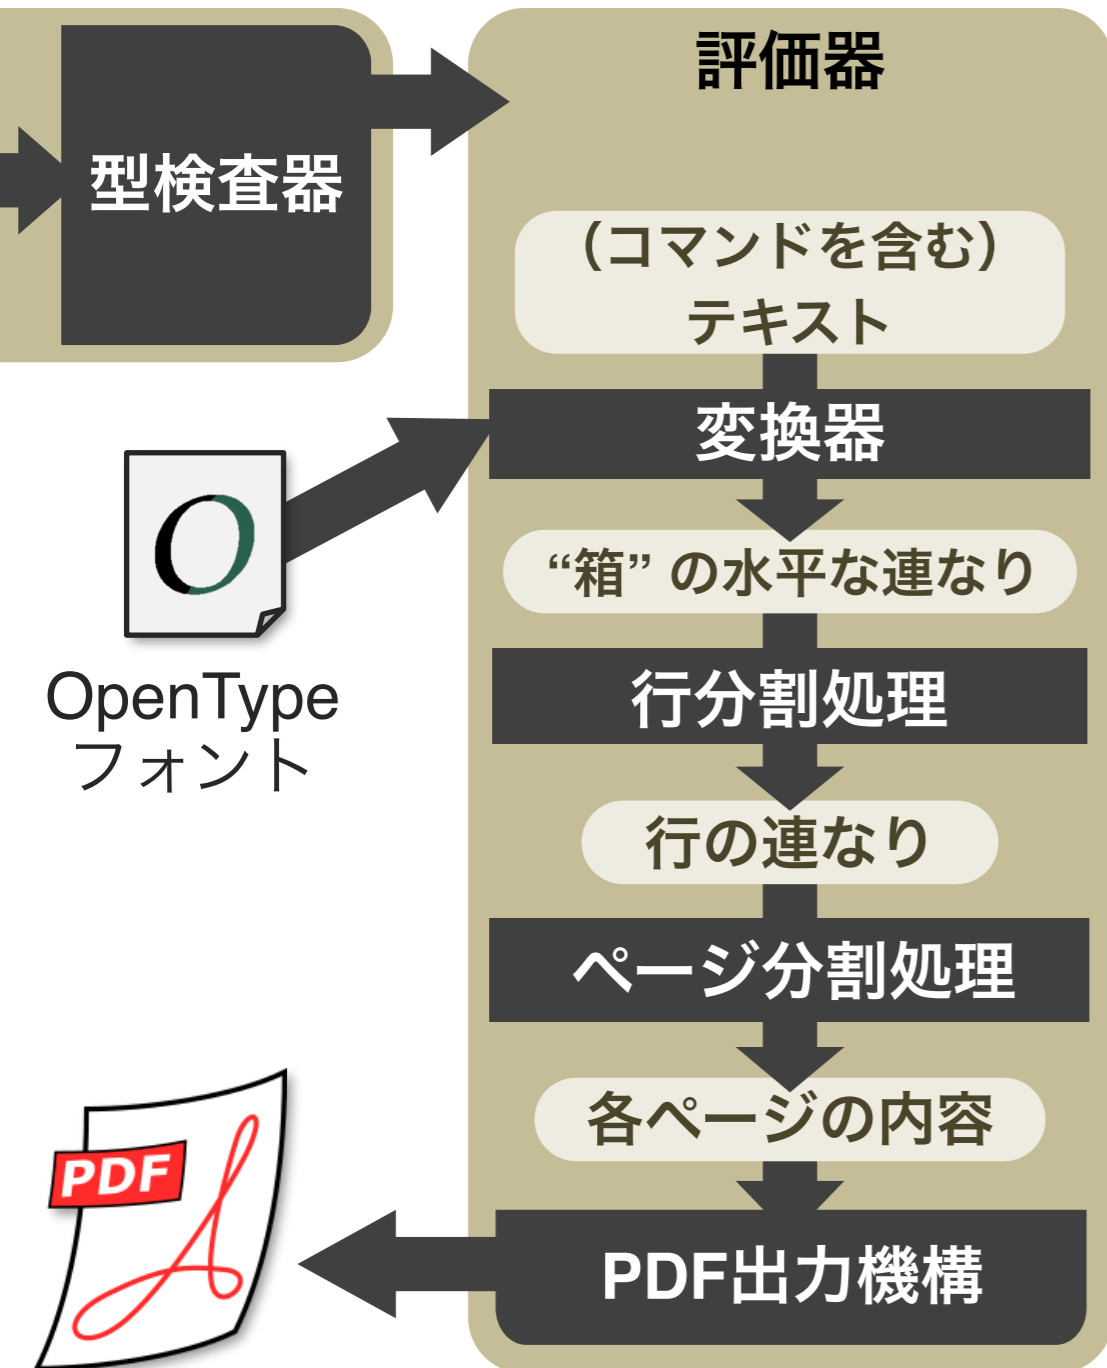 評価器
型検査器
（コマンドを含む）
テキスト
変換器
“箱” の水平な連なり
OpenType
フォント
行分割処理
行の連なり
ページ分割処理
各ページの内容
PDF
PDF出力機構